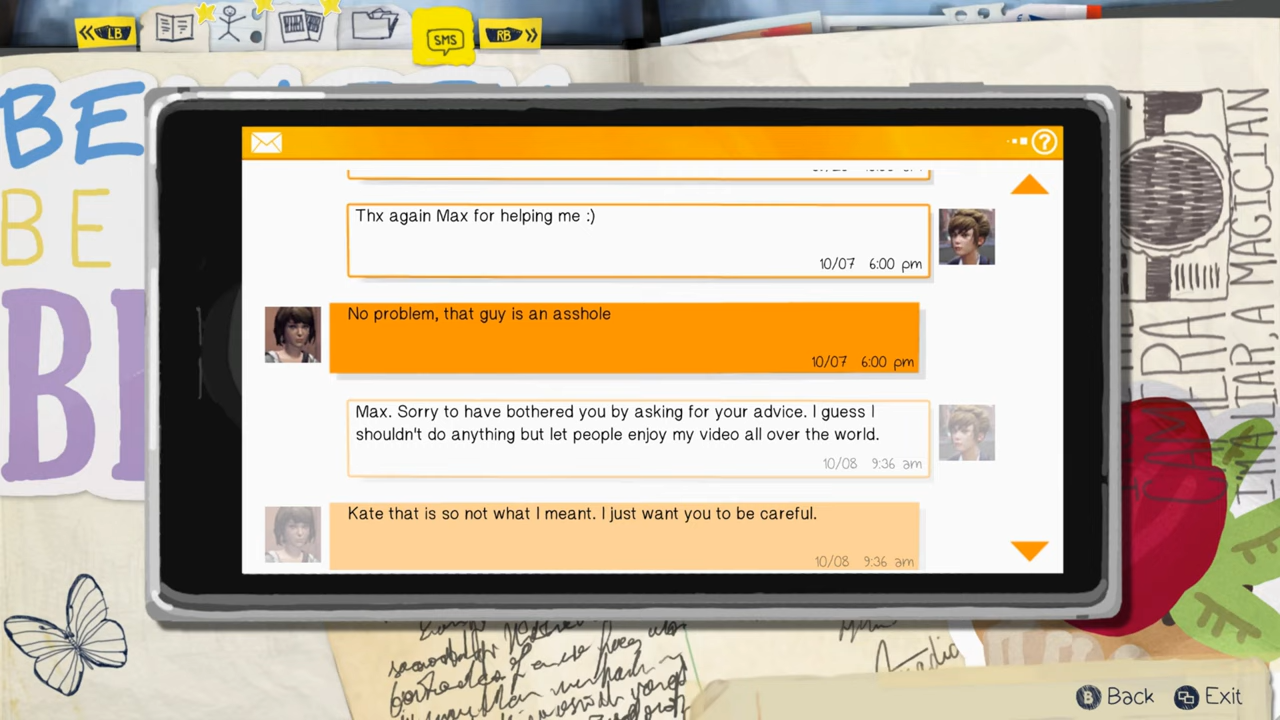 LB
SMS
RB
BE
BE
Thx again Max for helping me :)
10/07 6:00 pm
No problem, that guy is an asshole
10/07 6:00 pm
Max. Sorry to have bothered you by asking for your advice. I guess I
shouldn't do anything but let people enjoy my video all over the world.
10/08 9:36 am
Kate that is so not what I meant. I just want you to be careful.
10/08 9:36 am
LIAR, A MAGICIAN
Back
Exit